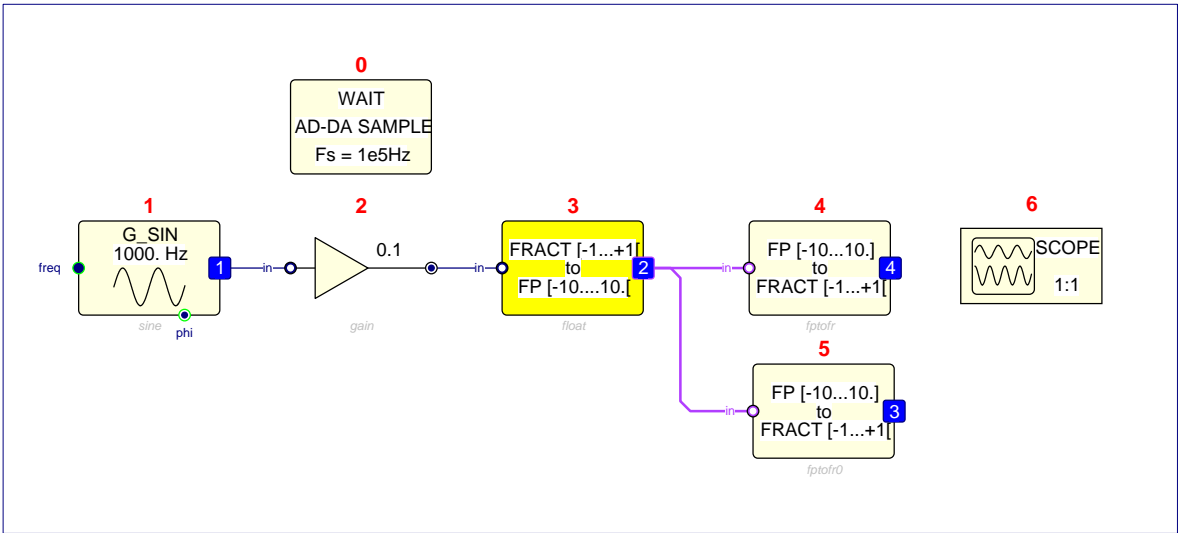 0
WAIT
AD-DA SAMPLE
Fs = 1e5Hz
1
G_SIN
1000. Hz
freq
1
phi
sine
2
in
0.1
gain
3
in
FRACT [-1...+1[
to
FP [-10....10.[
2
float
4
in
FP [-10...10.]
to
FRACT [-1...+1[
4
fptofr
5
in
FP [-10...10.]
to
FRACT [-1...+1[
3
fptofr0
6
SCOPE
1:1